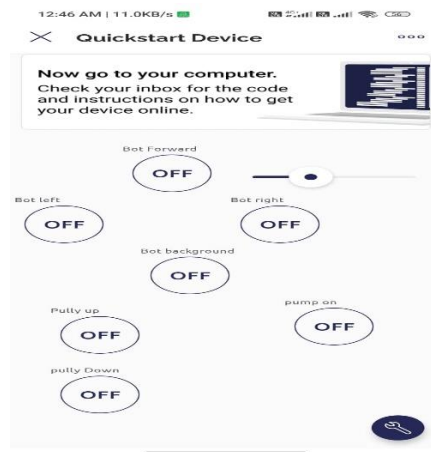 12:46 AM | 11.0KB/s
Quickstart Device
Now go to your computer.
Check your inbox for the code
and instructions on how to get
your device online.
Bot Forward
OFF
Bot left
Bot right
OFF
OFF
Bot background
OFF
Pully up
pump on
OFF
OFF
pully Down
OFF